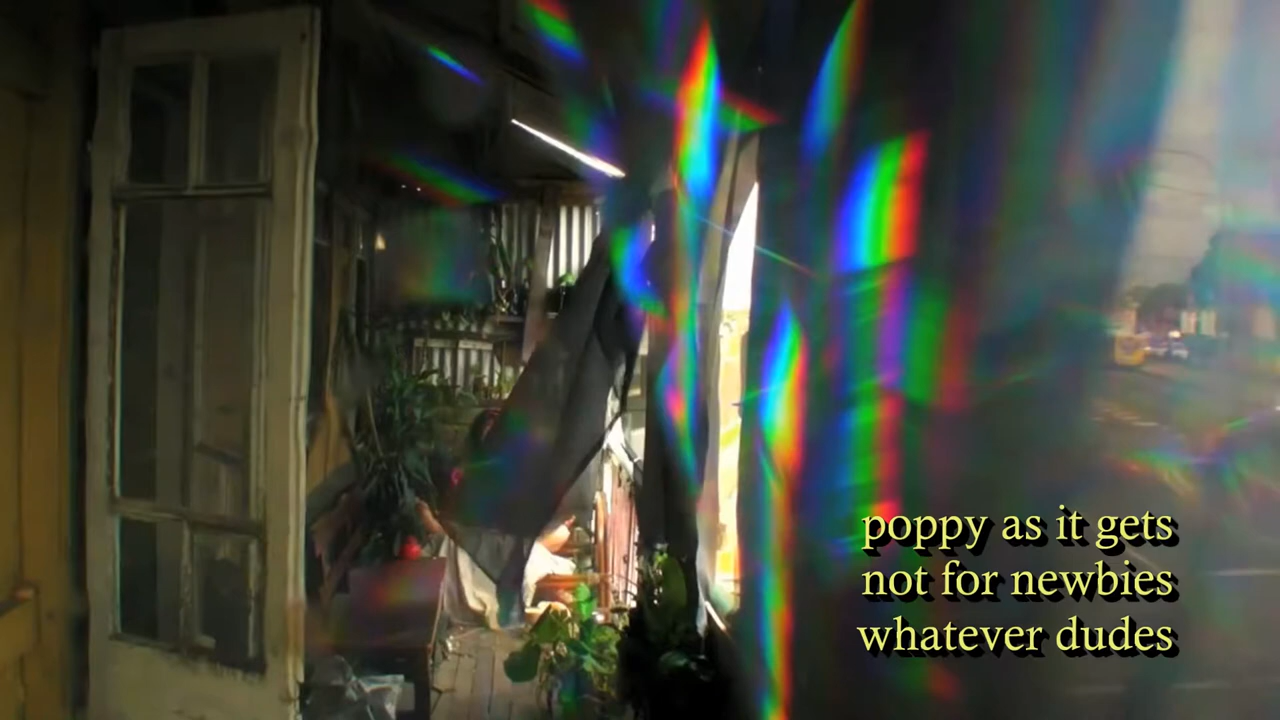 poppy as it gets
not for newbies
whatever dudes